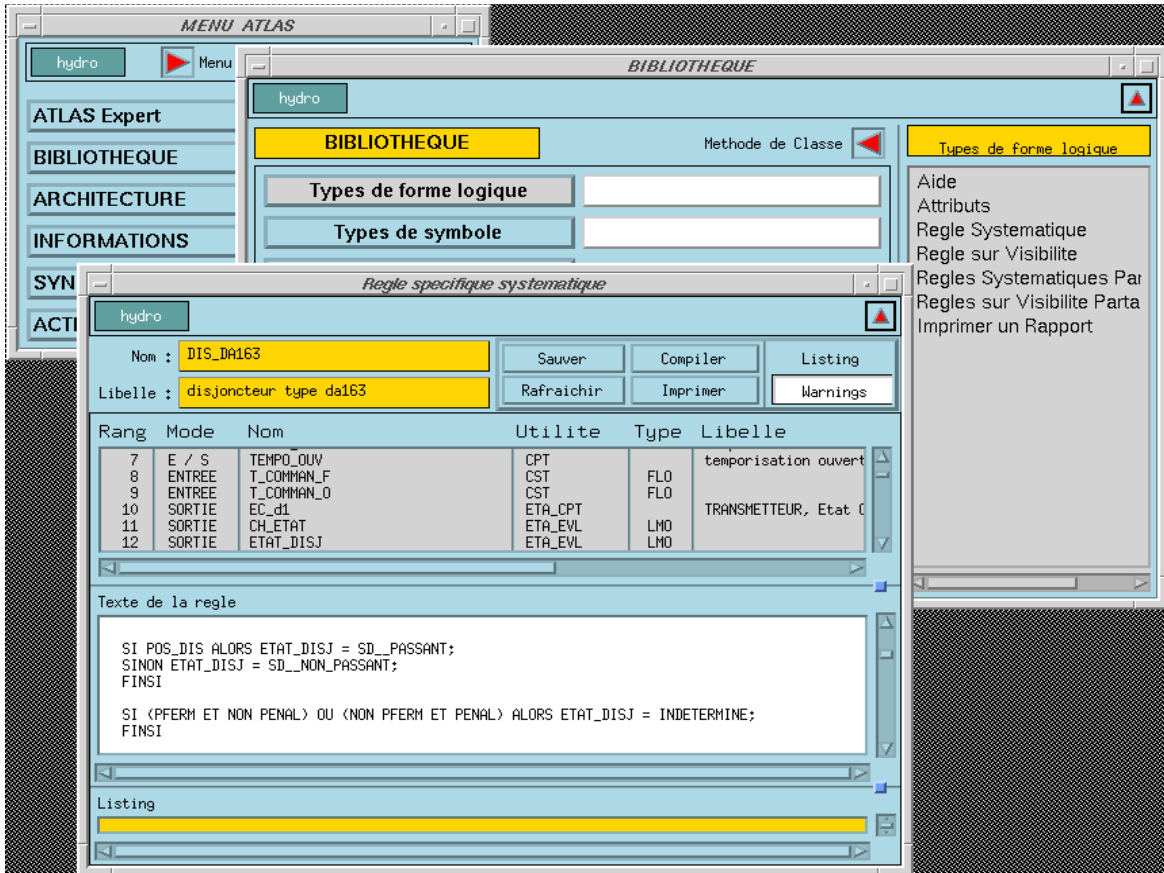 MENU ATLAS
hydro
Menu
ATLAS Expert
BIBLIOTHEQUE
ARCHITECTURE
INFORMATIONS
SYN
ACTI
BIBLIOTHEQUE
hydro
BIBLIOTHEQUE
Methode de Classe
Types de forme logique
Types de symbole
Types de forme logique
Aide
Attributs
Regle Systematique
Regle sur Visibilite
Regles Systematiques Par
Regles sur Visibilite Parta
Imprimer un Rapport
Regle specifique systematique
hydro
Nom : DIS_DA163
Libelle : disjoncteur type da163
Sauver Compiler Listing
Rafraichir Imprimer Warnings
Rang Mode Nom Utilite Type Libelle
7 E / S TEMPO_OUV CPT temporisation ouvert
8 ENTREE T_COMMAN_F CST FLO
9 ENTREE T_COMMAN_O CST FLO
10 SORTIE EC_d1 ETA_CPT TRANSMETTEUR, Etat
11 SORTIE CH_ETAT ETA_EVL LMO
12 SORTIE ETAT_DISJ ETA_EVL LMO
Texte de la regle
SI POS_DIS ALORS ETAT_DISJ = SD__PASSANT;
SINON ETAT_DISJ = SD__NON_PASSANT;
FINSI
SI (PFERM ET NON PENAL) OU (NON PFERM ET PENAL) ALORS ETAT_DISJ = INDETERMINE;
FINSI
Listing